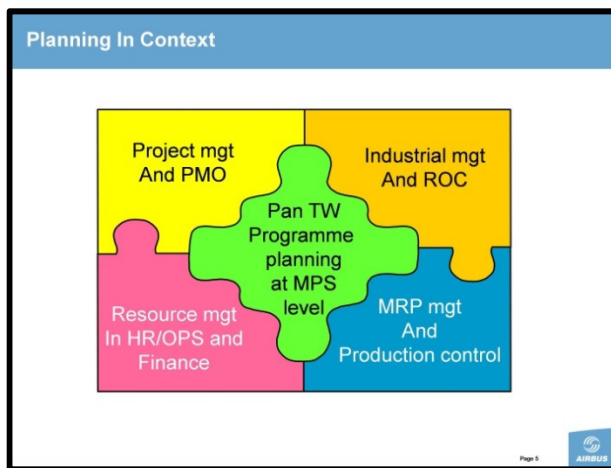 Planning In Context
Project mgt
And PMO
Industrial mgt
And ROC
Pan TW
Programme
planning
at MPS
level
Resource mgt
In HR/OPS and
Finance
MRP mgt
And
Production control
Page 5
AIRBUS